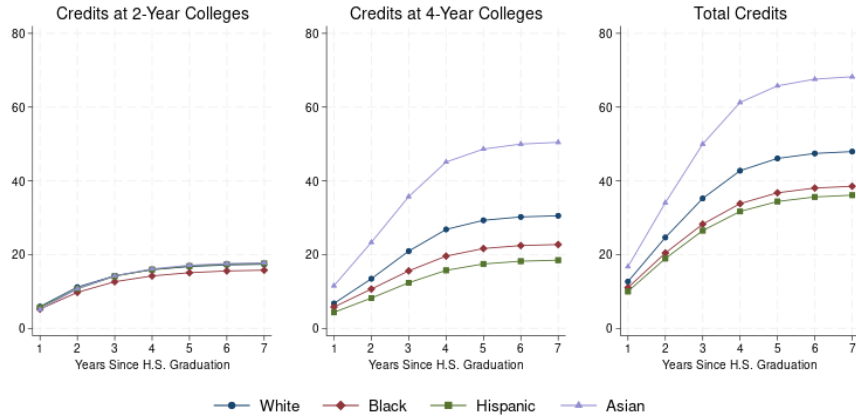 Credits at 2-Year Colleges
80
60
40
20
0
1 2 3 4 5 6 7
Years Since H.S. Graduation
Credits at 4-Year Colleges
80
60
40
20
0
1 2 3 4 5 6 7
Years Since H.S. Graduation
Total Credits
80
60
40
20
0
1 2 3 4 5 6 7
Years Since H.S. Graduation
White Black Hispanic Asian